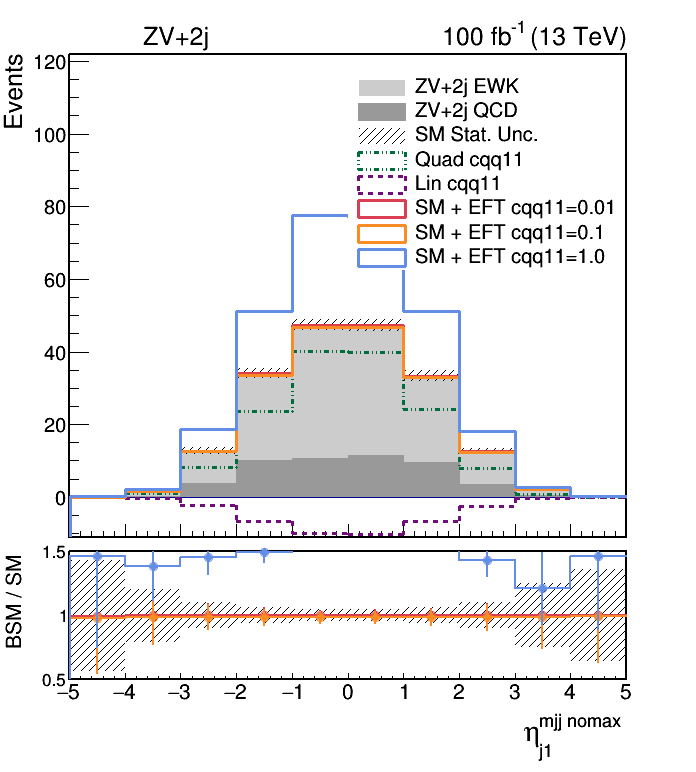 ZV+2j 100 fb-1 (13 TeV)
Events
120
100
80
60
40
20
0
ZV+2j EWK
ZV+2j QCD
SM Stat. Unc.
Quad cqq11
Lin cqq11
SM + EFT cqq11=0.01
SM + EFT cqq11=0.1
SM + EFT cqq11=1.0
BSM / SM
1.5
1
0.5
−5 −4 −3 −2 −1 0 1 2 3 4 5
η j1 mjj nomax